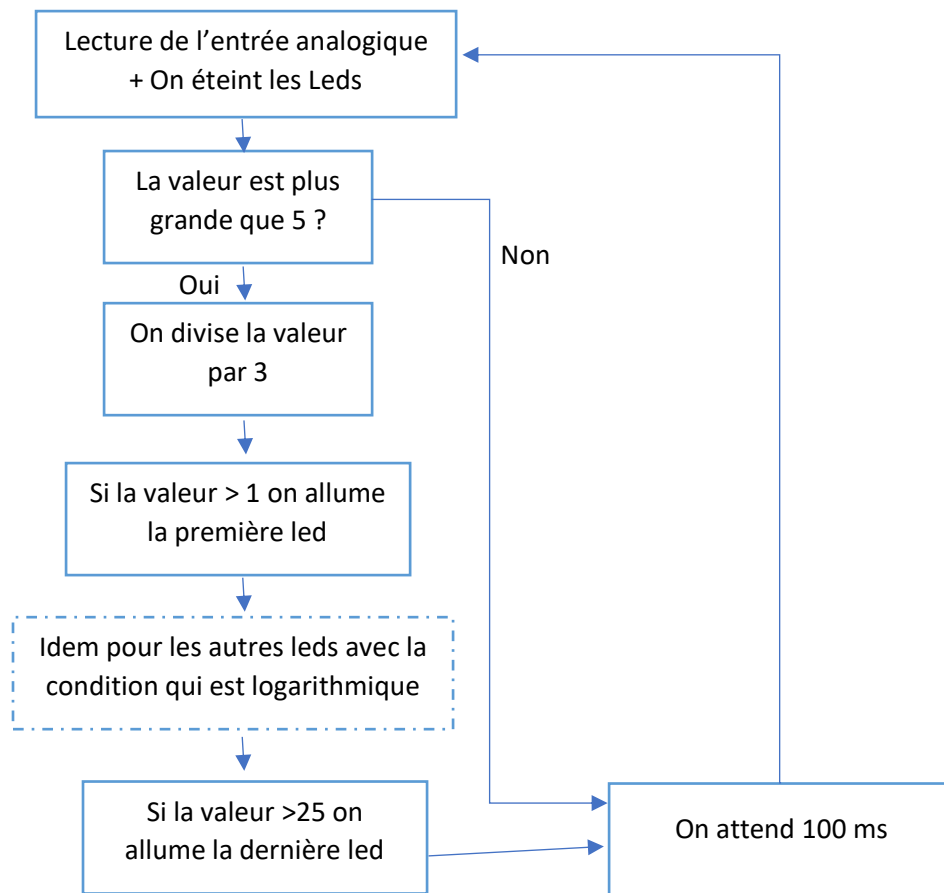 Lecture de l’entrée analogique
+ On éteint les Leds
La valeur est plus
grande que 5 ?
Non
Oui
On divise la valeur
par 3
Si la valeur > 1 on allume
la première led
Idem pour les autres leds avec la
condition qui est logarithmique
Si la valeur >25 on
allume la dernière led
On attend 100 ms